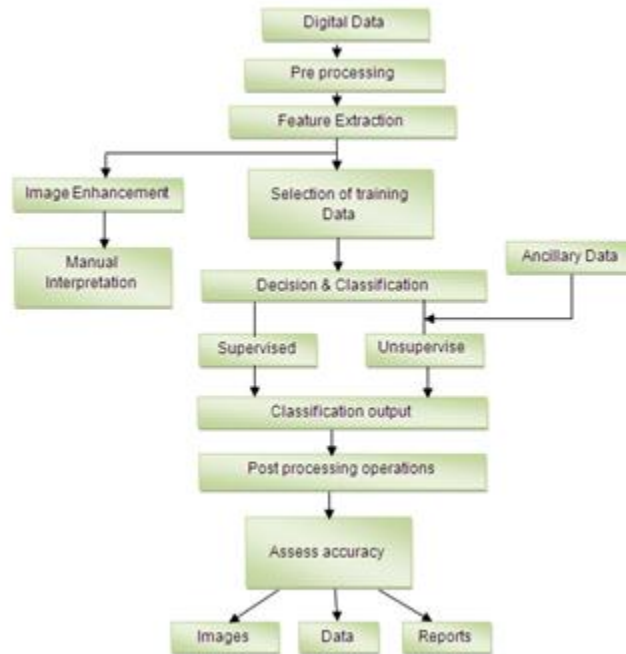 Digital Data
Pre processing
Feature Extraction
Image Enhancement
Selection of training
Data
Manual
Interpretation
Ancillary Data
Decision & Classification
Supervised
Unsupervise
Classification output
Post processing operations
Assess accuracy
Images
Data
Reports